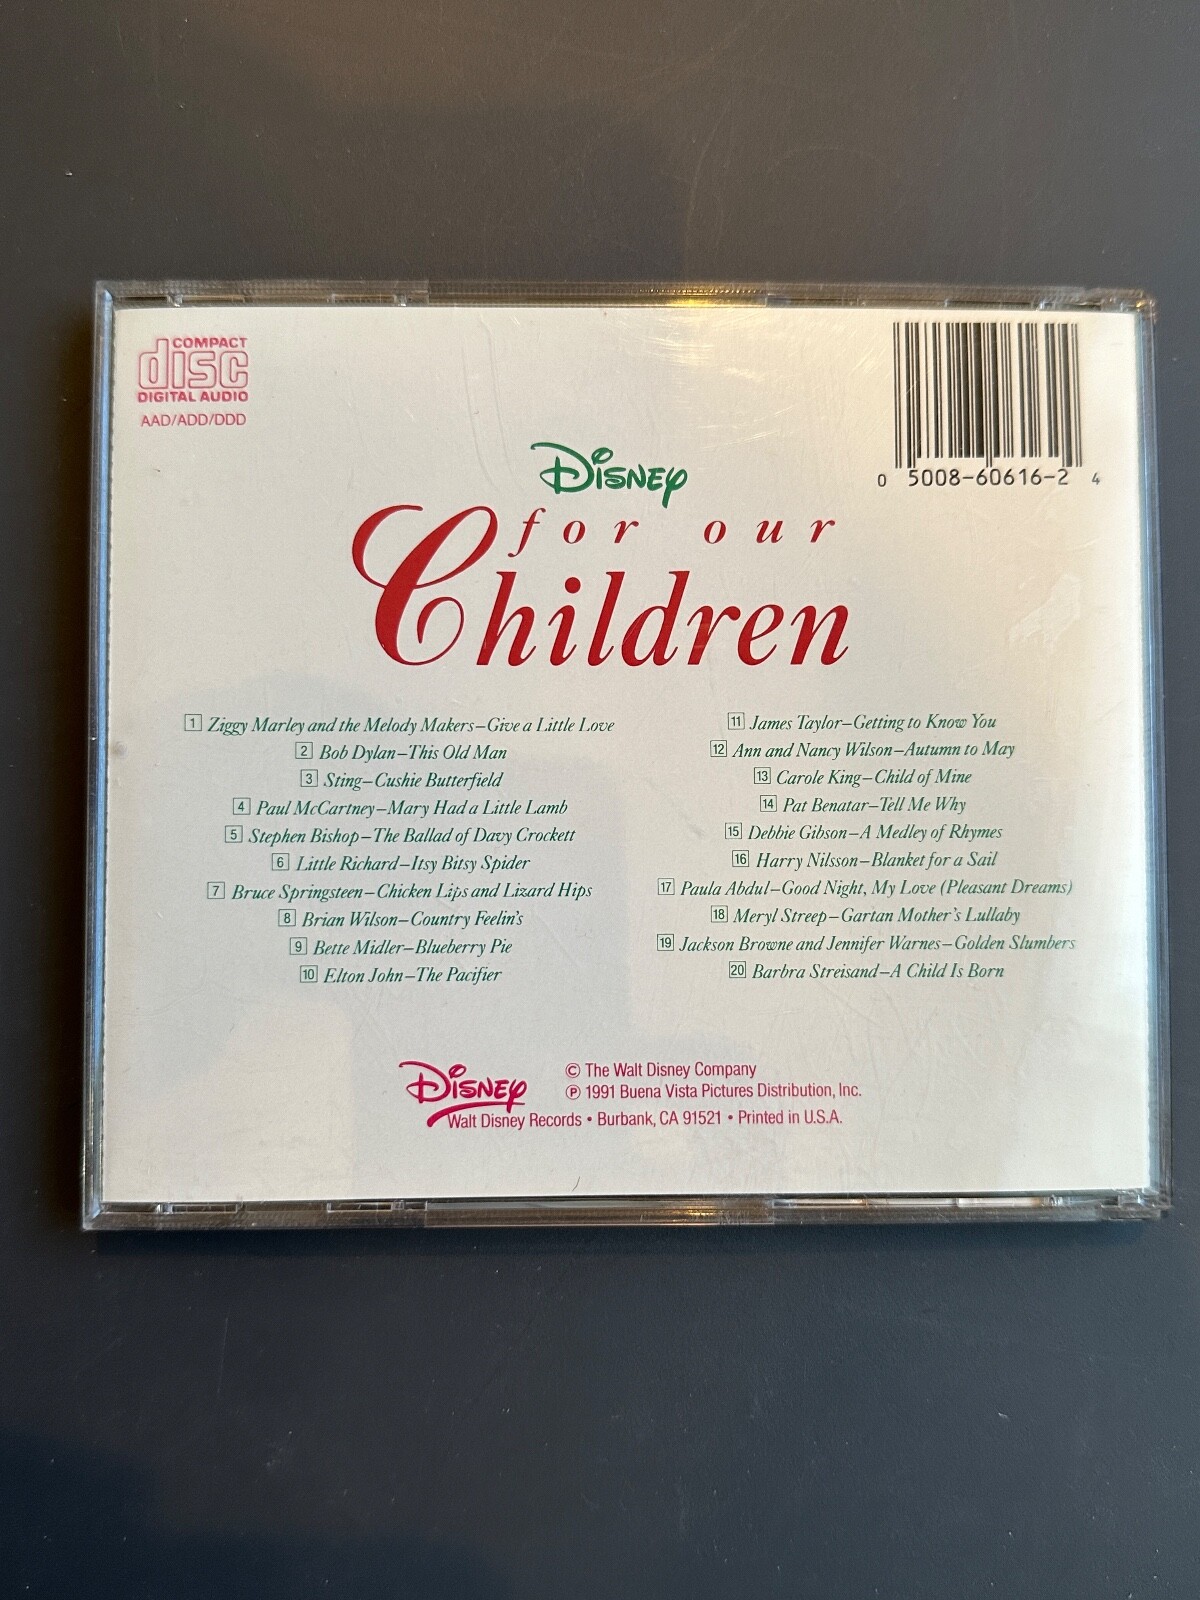 COMPACT
disc
DIGITAL AUDIO
AAD/ADD/DDD
0 5008-60616-2 4
Disney
for our
Children
1 Ziggy Marley and the Melody Makers–Give a Little Love
2 Bob Dylan–This Old Man
3 Sting–Cushie Butterfield
4 Paul McCartney–Mary Had a Little Lamb
5 Stephen Bishop–The Ballad of Davy Crockett
6 Little Richard–Itsy Bitsy Spider
7 Bruce Springsteen–Chicken Lips and Lizard Hips
8 Brian Wilson–Country Feelin's
9 Bette Midler–Blueberry Pie
10 Elton John–The Pacifier
11 James Taylor–Getting to Know You
12 Ann and Nancy Wilson–Autumn to May
13 Carole King–Child of Mine
14 Pat Benatar–Tell Me Why
15 Debbie Gibson–A Medley of Rhymes
16 Harry Nilsson–Blanket for a Sail
17 Paula Abdul–Good Night, My Love (Pleasant Dreams)
18 Meryl Streep–Gartan Mother's Lullaby
19 Jackson Browne and Jennifer Warnes–Golden Slumbers
20 Barbra Streisand–A Child Is Born
Disney
© The Walt Disney Company
℗ 1991 Buena Vista Pictures Distribution, Inc.
Walt Disney Records • Burbank, CA 91521 • Printed in U.S.A.